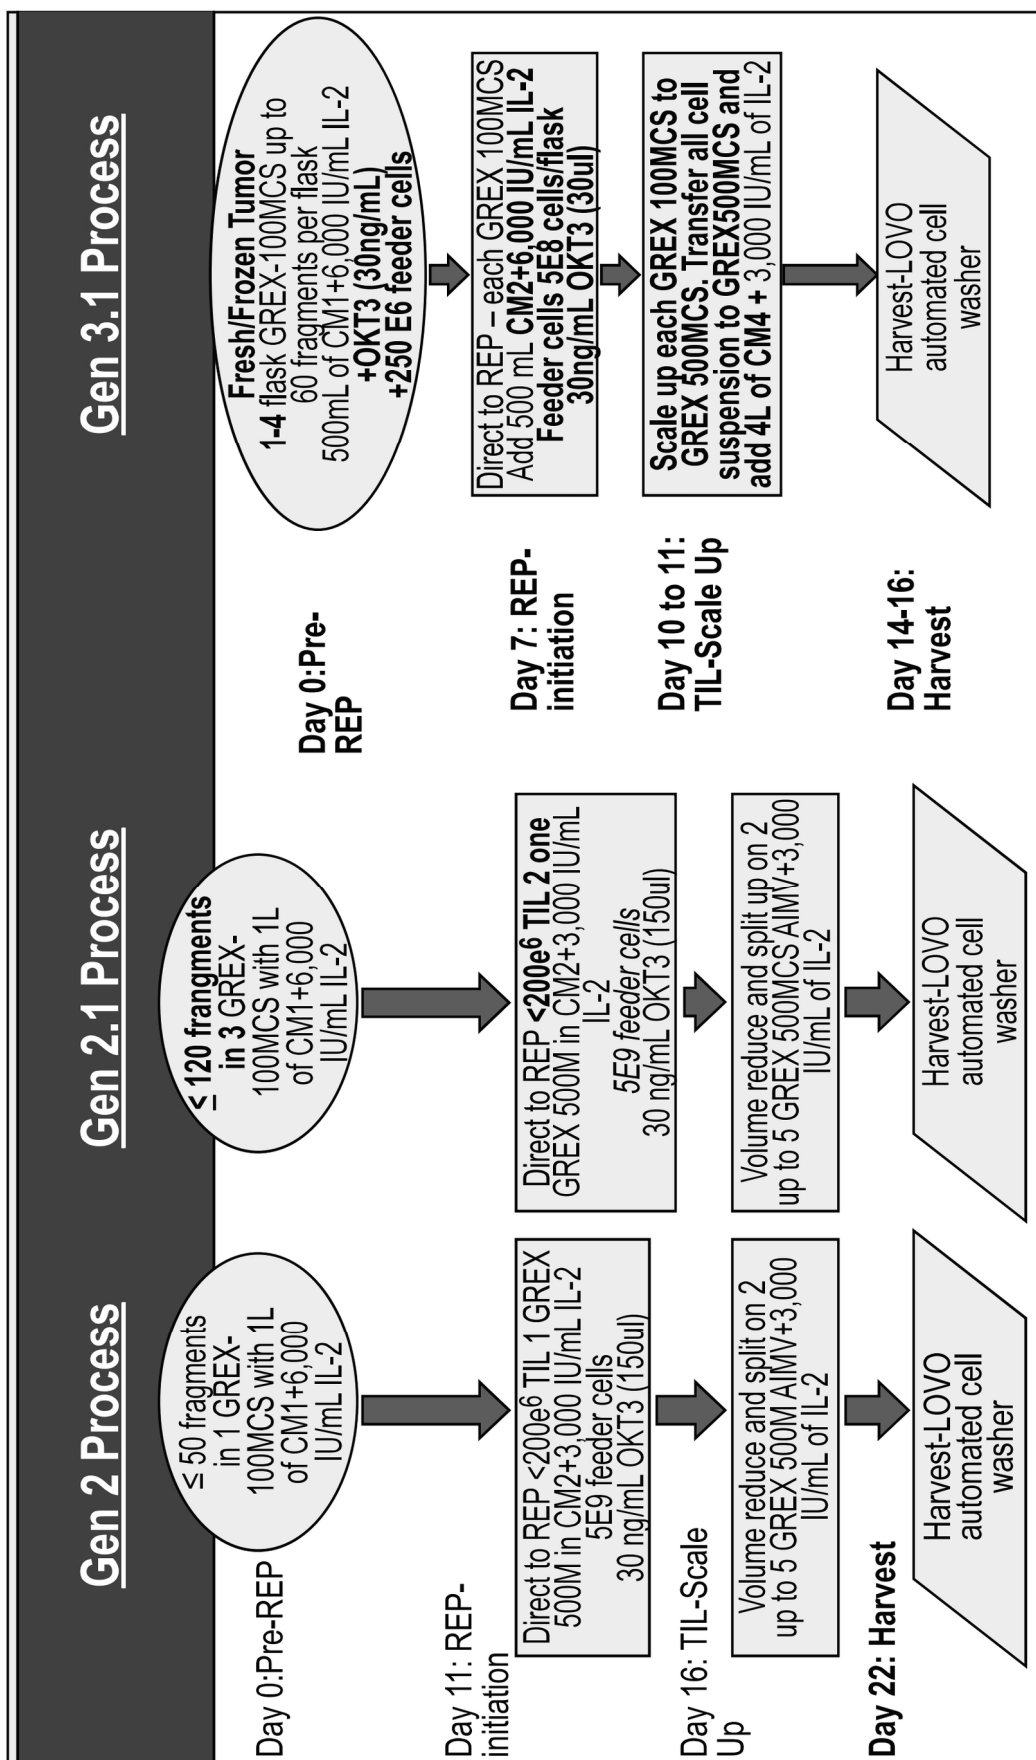 Gen 2 Process
Gen 2.1 Process
Gen 3.1 Process
Day 0:Pre-REP
≤ 50 fragments
in 1 GREX-
100MCS with 1L
of CM1+6,000
IU/mL IL-2
≤ 120 frangments
in 3 GREX-
100MCS with 1L
of CM1+6,000
IU/mL IL-2
Day 0:Pre-
REP
Fresh/Frozen Tumor
1-4 flask GREX-100MCS up to
60 fragments per flask
500mL of CM1+6,000 IU/mL IL-2
+OKT3 (30ng/mL)
+250 E6 feeder cells
Day 11: REP-
initiation
Direct to REP <200e⁶ TIL 1 GREX
500M in CM2+3,000 IU/mL IL-2
5E9 feeder cells
30 ng/mL OKT3 (150ul)
Direct to REP <200e⁶ TIL 2 one
GREX 500M in CM2+3,000 IU/mL
IL-2
5E9 feeder cells
30 ng/mL OKT3 (150ul)
Day 7: REP-
initiation
Direct to REP – each GREX 100MCS
Add 500 mL CM2+6,000 IU/mL IL-2
Feeder cells 5E8 cells/flask
30ng/mL OKT3 (30ul)
Day 16: TIL-Scale
Up
Volume reduce and split on 2
up to 5 GREX 500M AIMV+3,000
IU/mL of IL-2
Volume reduce and split up on 2
up to 5 GREX 500MCS AIMV+3,000
IU/mL of IL-2
Day 10 to 11:
TIL-Scale Up
Scale up each GREX 100MCS to
GREX 500MCS. Transfer all cell
suspension to GREX500MCS and
add 4L of CM4 + 3,000 IU/mL of IL-2
Day 22: Harvest
Harvest-LOVO
automated cell
washer
Harvest-LOVO
automated cell
washer
Day 14-16:
Harvest
Harvest-LOVO
automated cell
washer